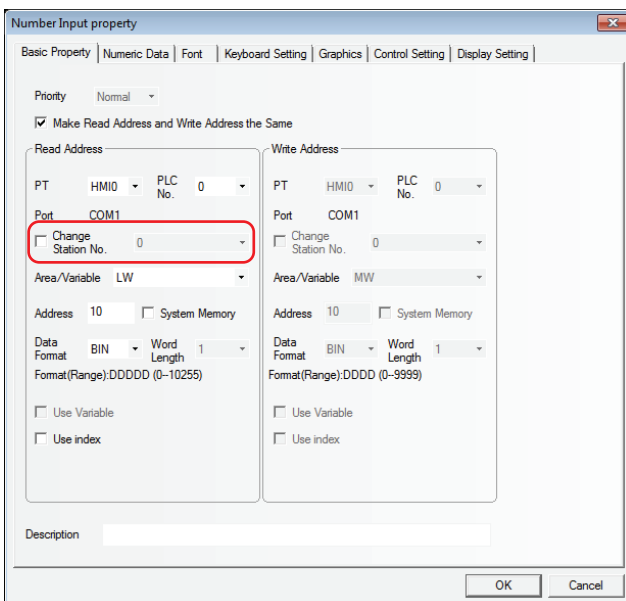 Number Input property
Basic Property Numeric Data Font Keyboard Setting Graphics Control Setting Display Setting
Priority Normal
Make Read Address and Write Address the Same
Read Address
PT HMI0 PLC No. 0
Port COM1
Change Station No. 0
Area/Variable LW
Address 10 System Memory
Data Format BIN Word Length 1
Format(Range):DDDDD (0--10255)
Use Variable
Use index
Write Address
PT HMI0 PLC No. 0
Port COM1
Change Station No. 0
Area/Variable MW
Address 10 System Memory
Data Format BIN Word Length 1
Format(Range):DDDD (0--9999)
Use Variable
Use index
Description
OK Cancel